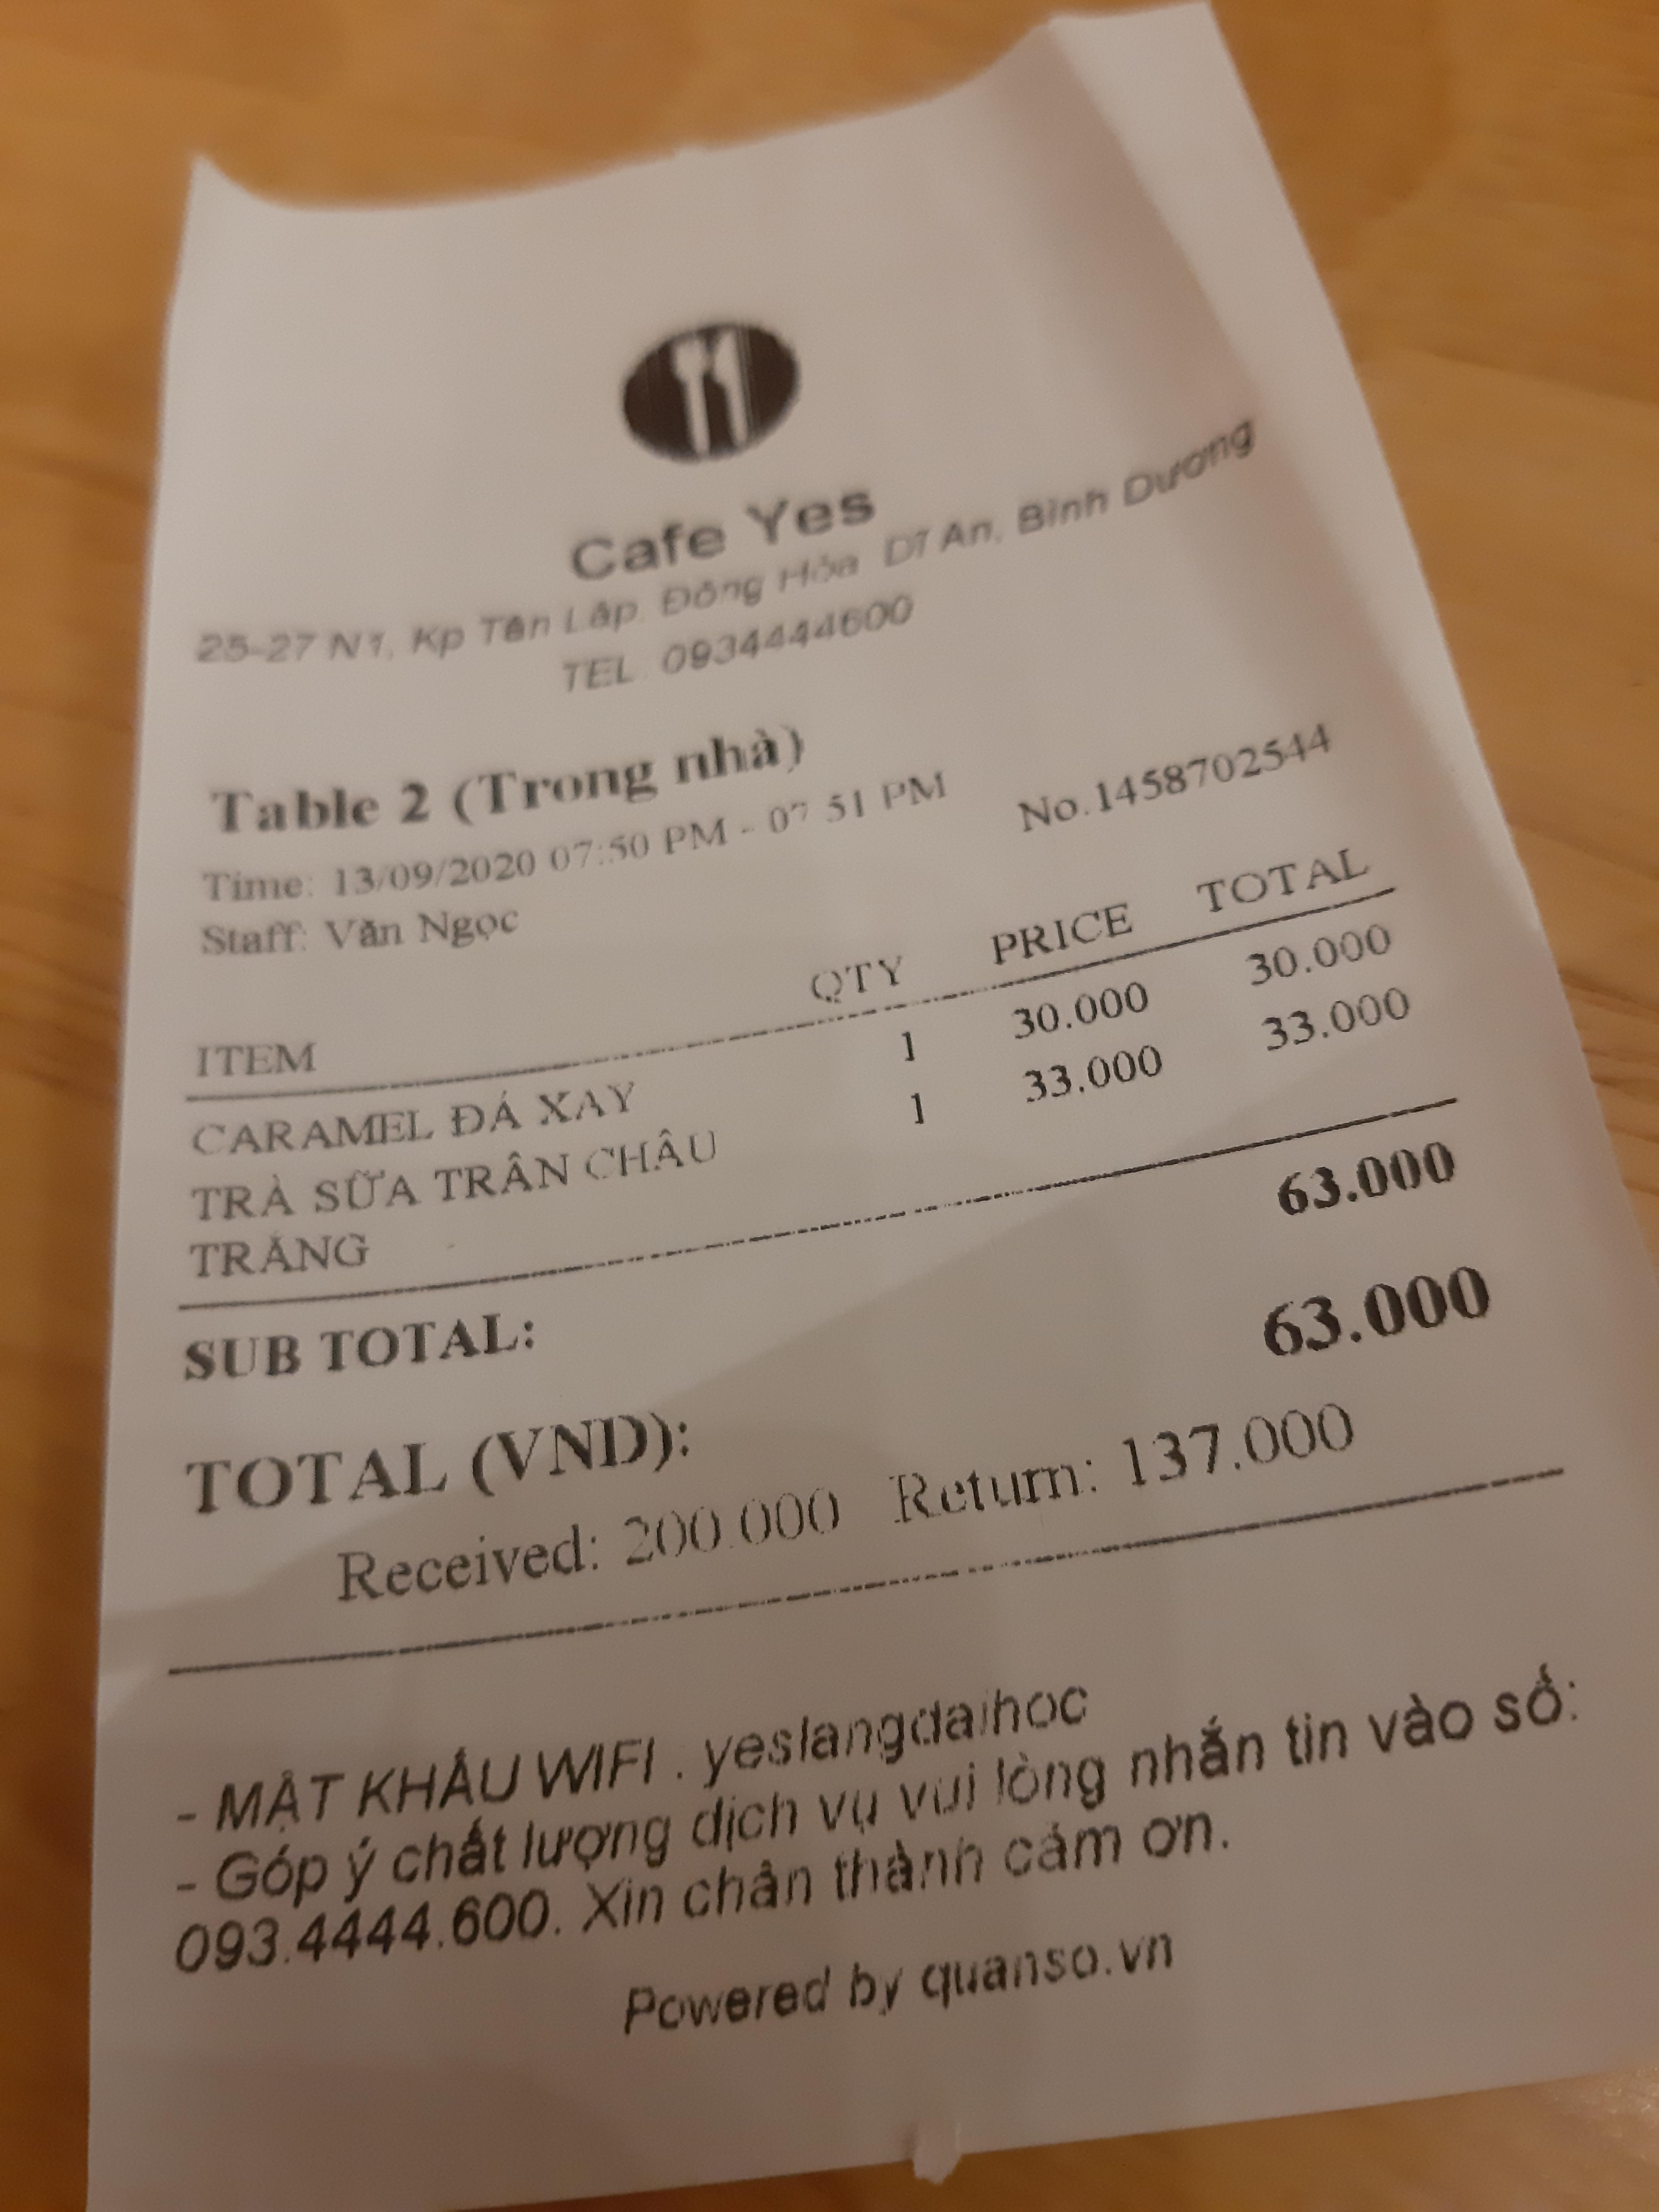 Cafe Yes
25-27 N1, Kp Tân Lập, Đông Hòa, Dĩ An, Bình Dương
TEL: 0934444600
Table 2 (Trong nhà)
Time: 13/09/2020 07:50 PM - 07:51 PM No.1458702544
Staff: Văn Ngọc
ITEM QTY PRICE TOTAL
CARAMEL ĐÁ XAY 1 30.000 30.000
TRÀ SỮA TRÂN CHÂU 1 33.000 33.000
TRẮNG
SUB TOTAL: 63.000
TOTAL (VND): 63.000
Received: 200.000 Return: 137.000
- MẬT KHẨU WIFI : yeslangdaihoc
- Góp ý chất lượng dịch vụ vui lòng nhắn tin vào số:
093.4444.600. Xin chân thành cảm ơn.
Powered by quanso.vn